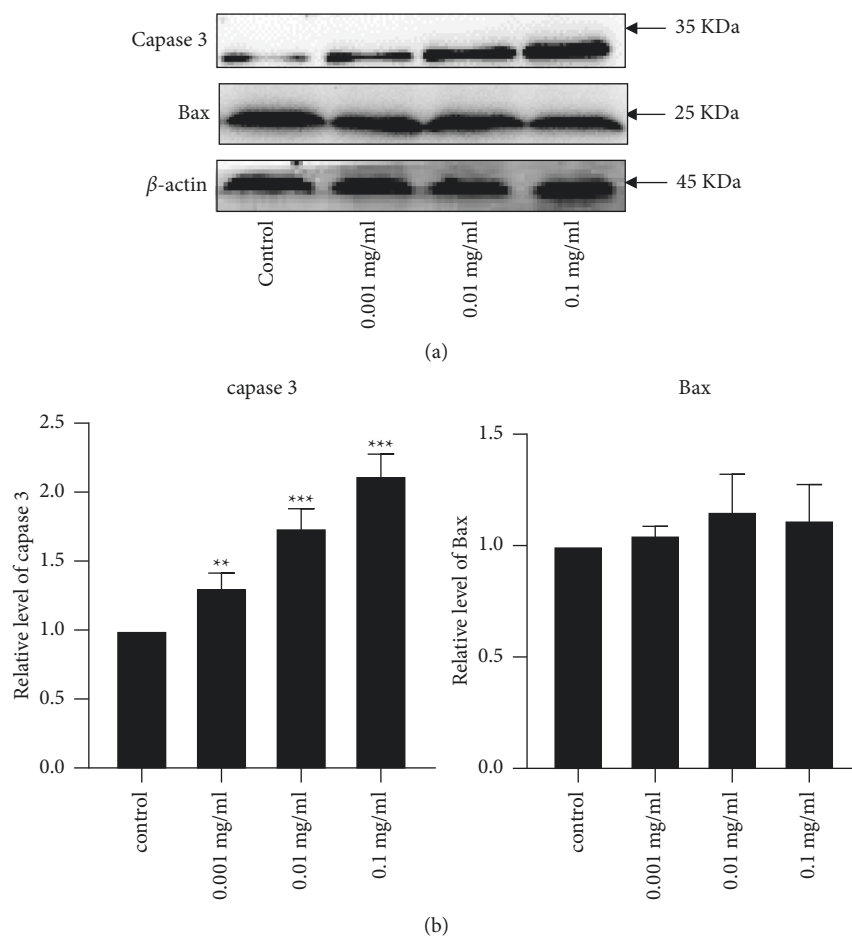 Capase 3
35 KDa
Bax
25 KDa
β-actin
45 KDa
Control
0.001 mg/ml
0.01 mg/ml
0.1 mg/ml
(a)
capase 3
Relative level of capase 3
2.5
2.0
1.5
1.0
0.5
0.0
**
***
***
control
0.001 mg/ml
0.01 mg/ml
0.1 mg/ml
Bax
Relative level of Bax
1.5
1.0
0.5
0.0
control
0.001 mg/ml
0.01 mg/ml
0.1 mg/ml
(b)